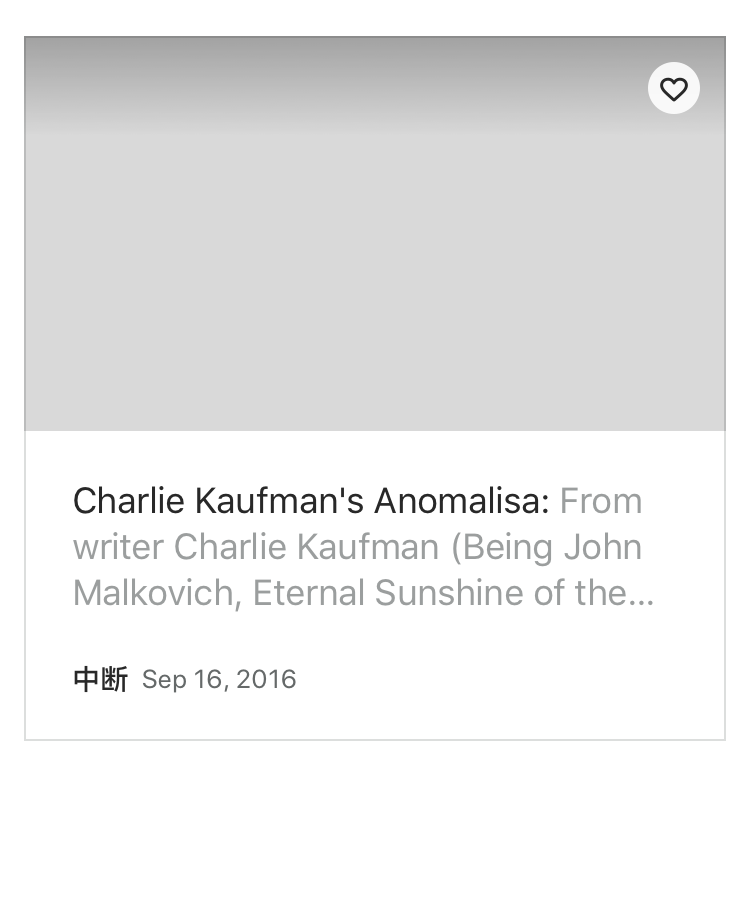 Charlie Kaufman's Anomalisa: From
writer Charlie Kaufman (Being John
Malkovich, Eternal Sunshine of the...
中断 Sep 16, 2016